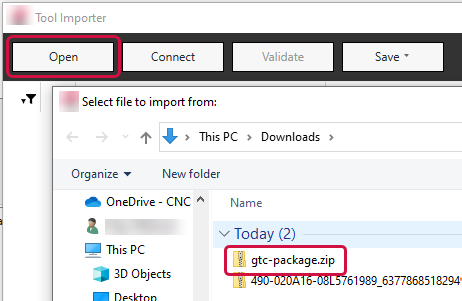 Tool Importer
Open
Connect
Validate
Save
Select file to import from:
This PC > Downloads >
Organize
New folder
OneDrive - CNC
Name
This PC
Today (2)
gtc-package.zip
3D Objects
490-020A16-08L5761989_6377868518294
Desktop